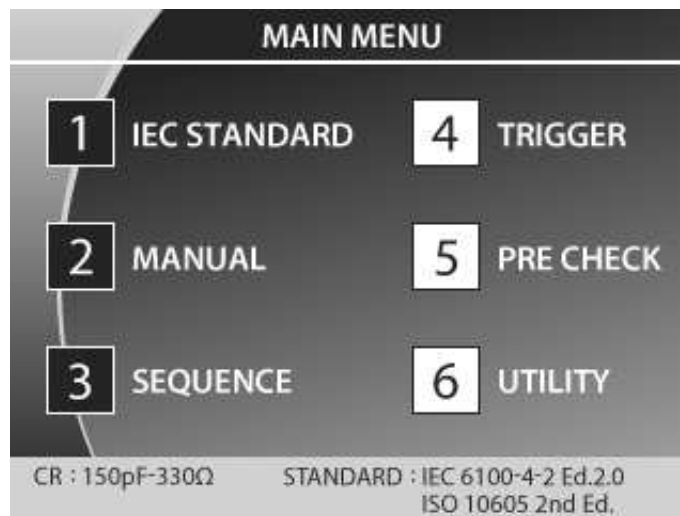 MAIN MENU
1 IEC STANDARD
2 MANUAL
3 SEQUENCE
4 TRIGGER
5 PRE CHECK
6 UTILITY
CR : 150pF-330Ω
STANDARD : IEC 6100-4-2 Ed.2.0
ISO 10605 2nd Ed.